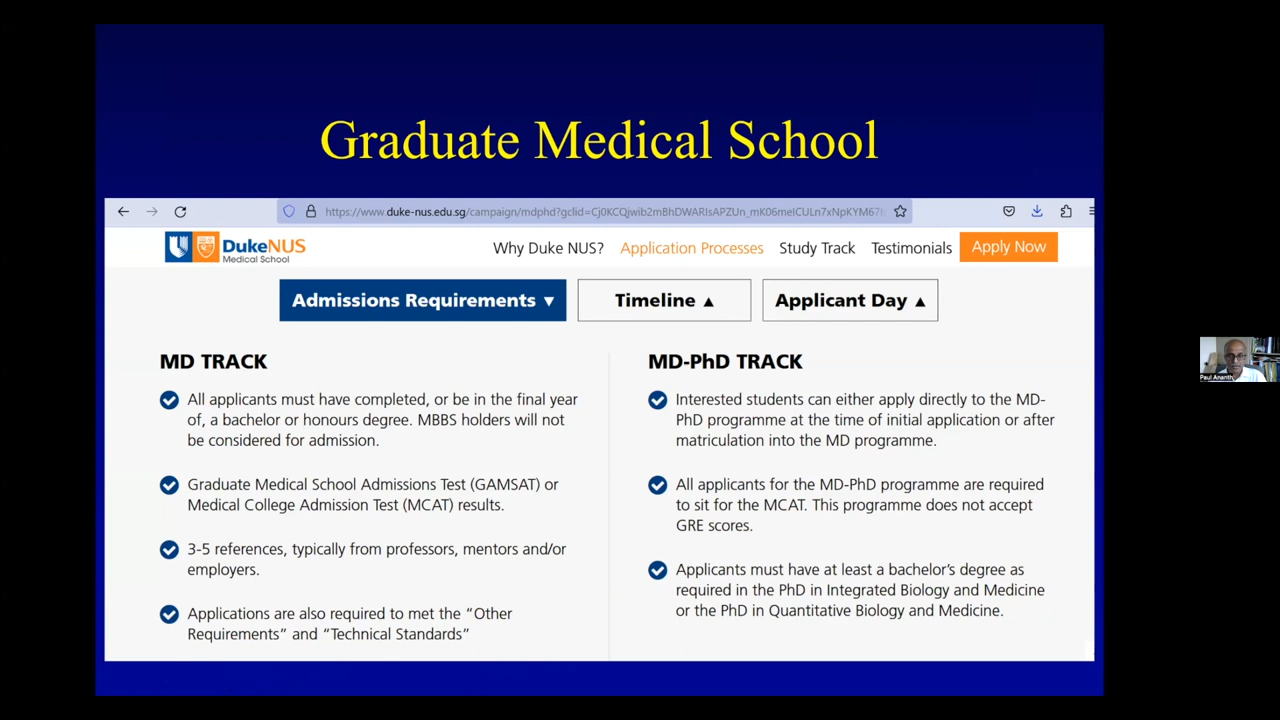 Graduate Medical School
https://www.duke-nus.edu.sg/campaign/mdphd?gclid=Cj0KCQjwib2mBhDWARIsAPZUn_mK06meICULn7xNpKYM67
DukeNUS
Medical School
Why Duke NUS? Application Processes Study Track Testimonials Apply Now
Admissions Requirements ▼ Timeline ▲ Applicant Day ▲
MD TRACK
All applicants must have completed, or be in the final year
of, a bachelor or honours degree. MBBS holders will not
be considered for admission.
Graduate Medical School Admissions Test (GAMSAT) or
Medical College Admission Test (MCAT) results.
3-5 references, typically from professors, mentors and/or
employers.
Applications are also required to met the “Other
Requirements” and “Technical Standards”
MD-PhD TRACK
Interested students can either apply directly to the MD-
PhD programme at the time of initial application or after
matriculation into the MD programme.
All applicants for the MD-PhD programme are required
to sit for the MCAT. This programme does not accept
GRE scores.
Applicants must have at least a bachelor’s degree as
required in the PhD in Integrated Biology and Medicine
or the PhD in Quantitative Biology and Medicine.
Paul Ananth